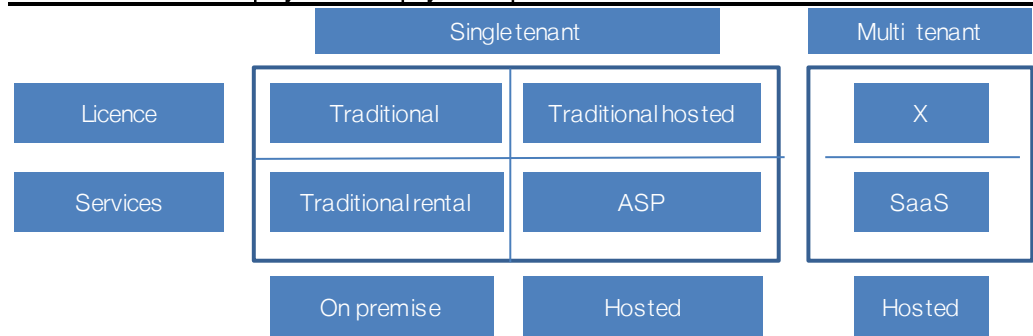 Single tenant
Multi tenant
Licence
Traditional
Traditional hosted
X
Services
Traditional rental
ASP
SaaS
On premise
Hosted
Hosted